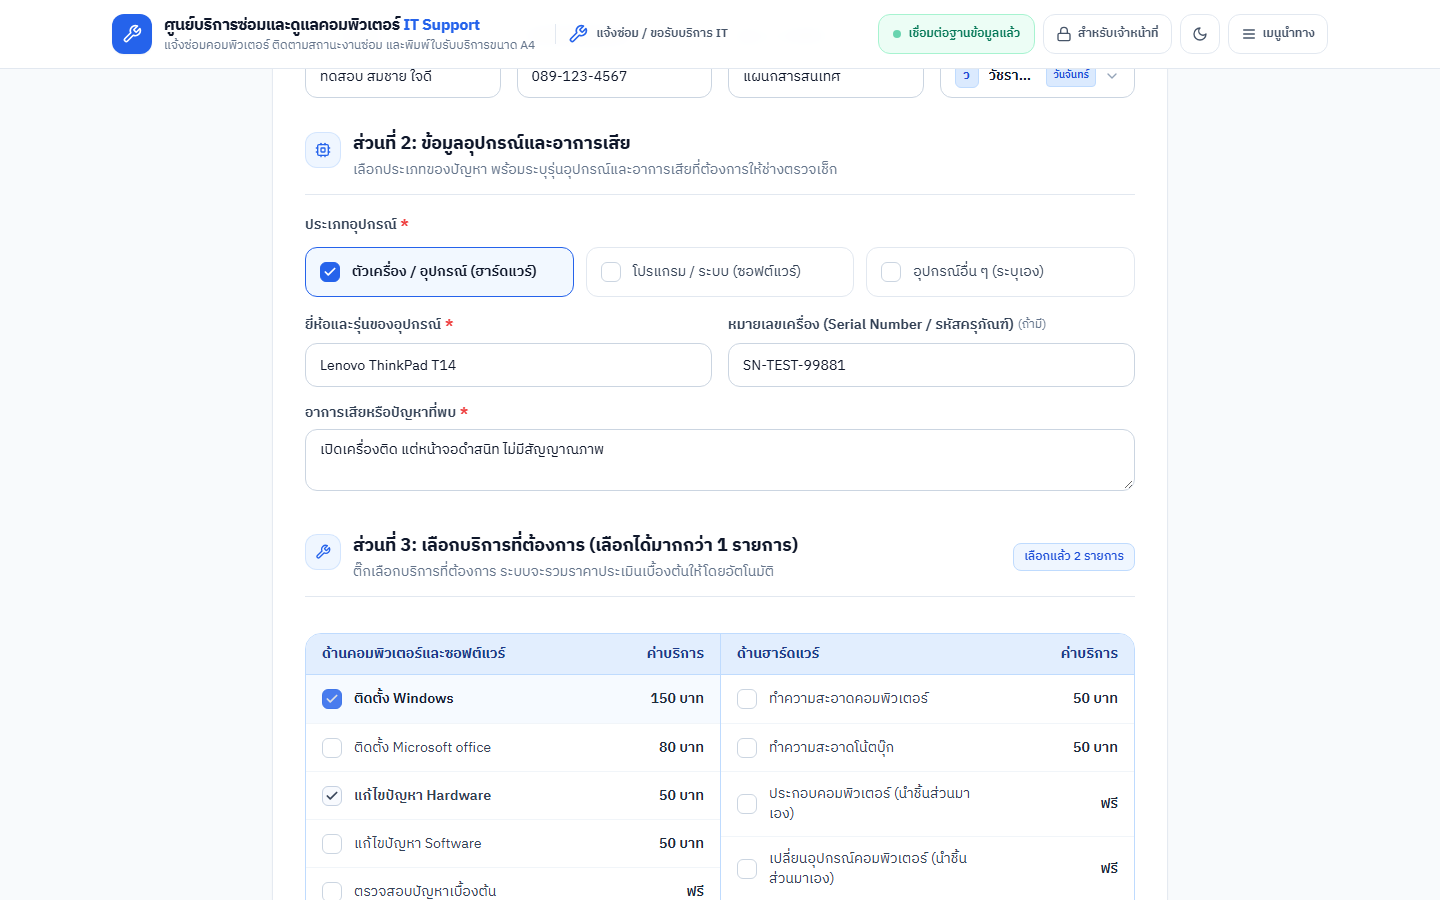 ศูนย์บริการซ่อมและดูแลคอมพิวเตอร์ IT Support
แจ้งซ่อมคอมพิวเตอร์ ติดตามสถานะงานซ่อม และพิมพ์ใบรับบริการขนาด A4
แจ้งซ่อม / ขอรับบริการ IT
เชื่อมต่อฐานข้อมูลแล้ว
สำหรับเจ้าหน้าที่
เมนูนำทาง
ทดสอบ สมชาย ใจดี
089-123-4567
แผนกสารสนเทศ
ว วัชรา... วันจันทร์
ส่วนที่ 2: ข้อมูลอุปกรณ์และอาการเสีย
เลือกประเภทของปัญหา พร้อมระบุรุ่นอุปกรณ์และอาการเสียที่ต้องการให้ช่างตรวจเช็ก
ประเภทอุปกรณ์ *
ตัวเครื่อง / อุปกรณ์ (ฮาร์ดแวร์)
โปรแกรม / ระบบ (ซอฟต์แวร์)
อุปกรณ์อื่น ๆ (ระบุเอง)
ยี่ห้อและรุ่นของอุปกรณ์ *
หมายเลขเครื่อง (Serial Number / รหัสครุภัณฑ์) (ถ้ามี)
Lenovo ThinkPad T14
SN-TEST-99881
อาการเสียหรือปัญหาที่พบ *
เปิดเครื่องติด แต่หน้าจอดำสนิท ไม่มีสัญญาณภาพ
ส่วนที่ 3: เลือกบริการที่ต้องการ (เลือกได้มากกว่า 1 รายการ)
ติ๊กเลือกบริการที่ต้องการ ระบบจะรวมราคาประเมินเบื้องต้นให้โดยอัตโนมัติ
เลือกแล้ว 2 รายการ
ด้านคอมพิวเตอร์และซอฟต์แวร์ ค่าบริการ
ติดตั้ง Windows 150 บาท
ติดตั้ง Microsoft office 80 บาท
แก้ไขปัญหา Hardware 50 บาท
แก้ไขปัญหา Software 50 บาท
ตรวจสอบปัญหาเบื้องต้น ฟรี
ด้านฮาร์ดแวร์ ค่าบริการ
ทำความสะอาดคอมพิวเตอร์ 50 บาท
ทำความสะอาดโน้ตบุ๊ก 50 บาท
ประกอบคอมพิวเตอร์ (นำชิ้นส่วนมา
เอง) ฟรี
เปลี่ยนอุปกรณ์คอมพิวเตอร์ (นำชิ้น
ส่วนมาเอง) ฟรี